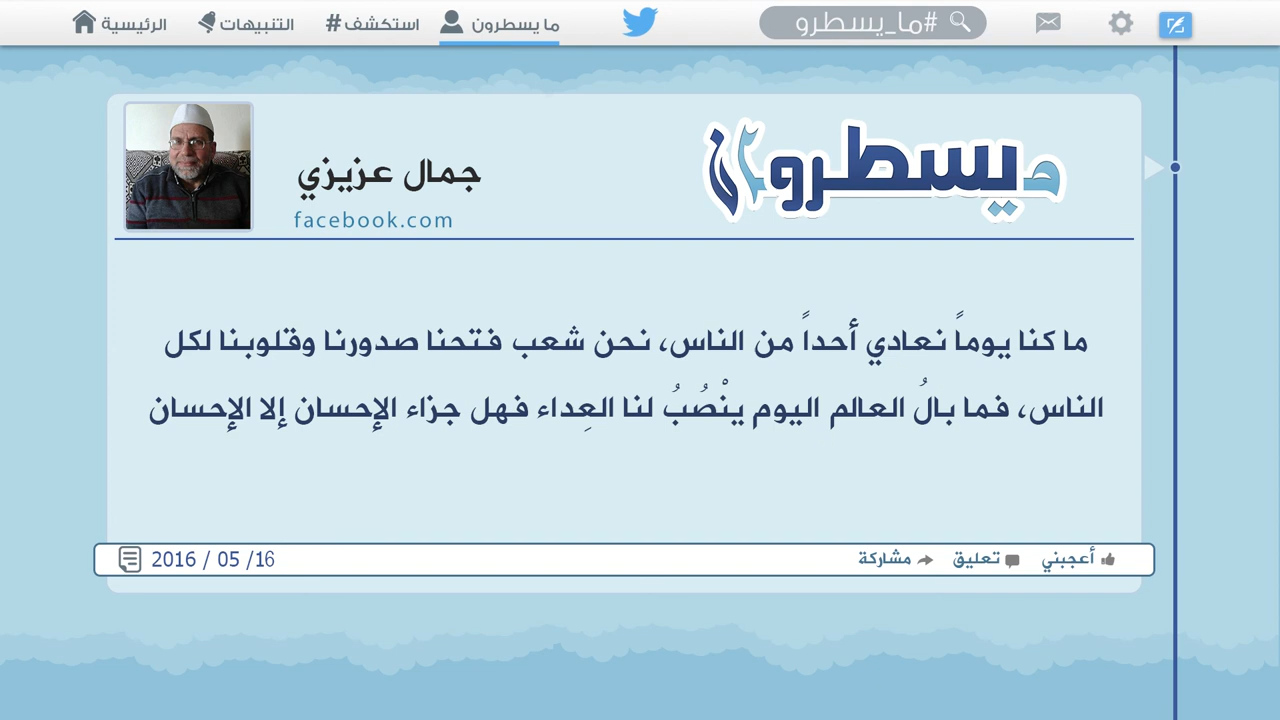 الرئيسية
التنبيهات
#استكشف
ما يسطرون
#ما_يسطرو
ما يسطرون٢
جمال عزيزي
facebook.com
ما كنا يوماً نعادي أحداً من الناس، نحن شعب فتحنا صدورنا وقلوبنا لكل
الناس، فما بالُ العالم اليوم ينْصُبُ لنا العِداء فهل جزاء الإحسان إلا الإحسان
أعجبني
تعليق
مشاركة
2016 / 05 /16